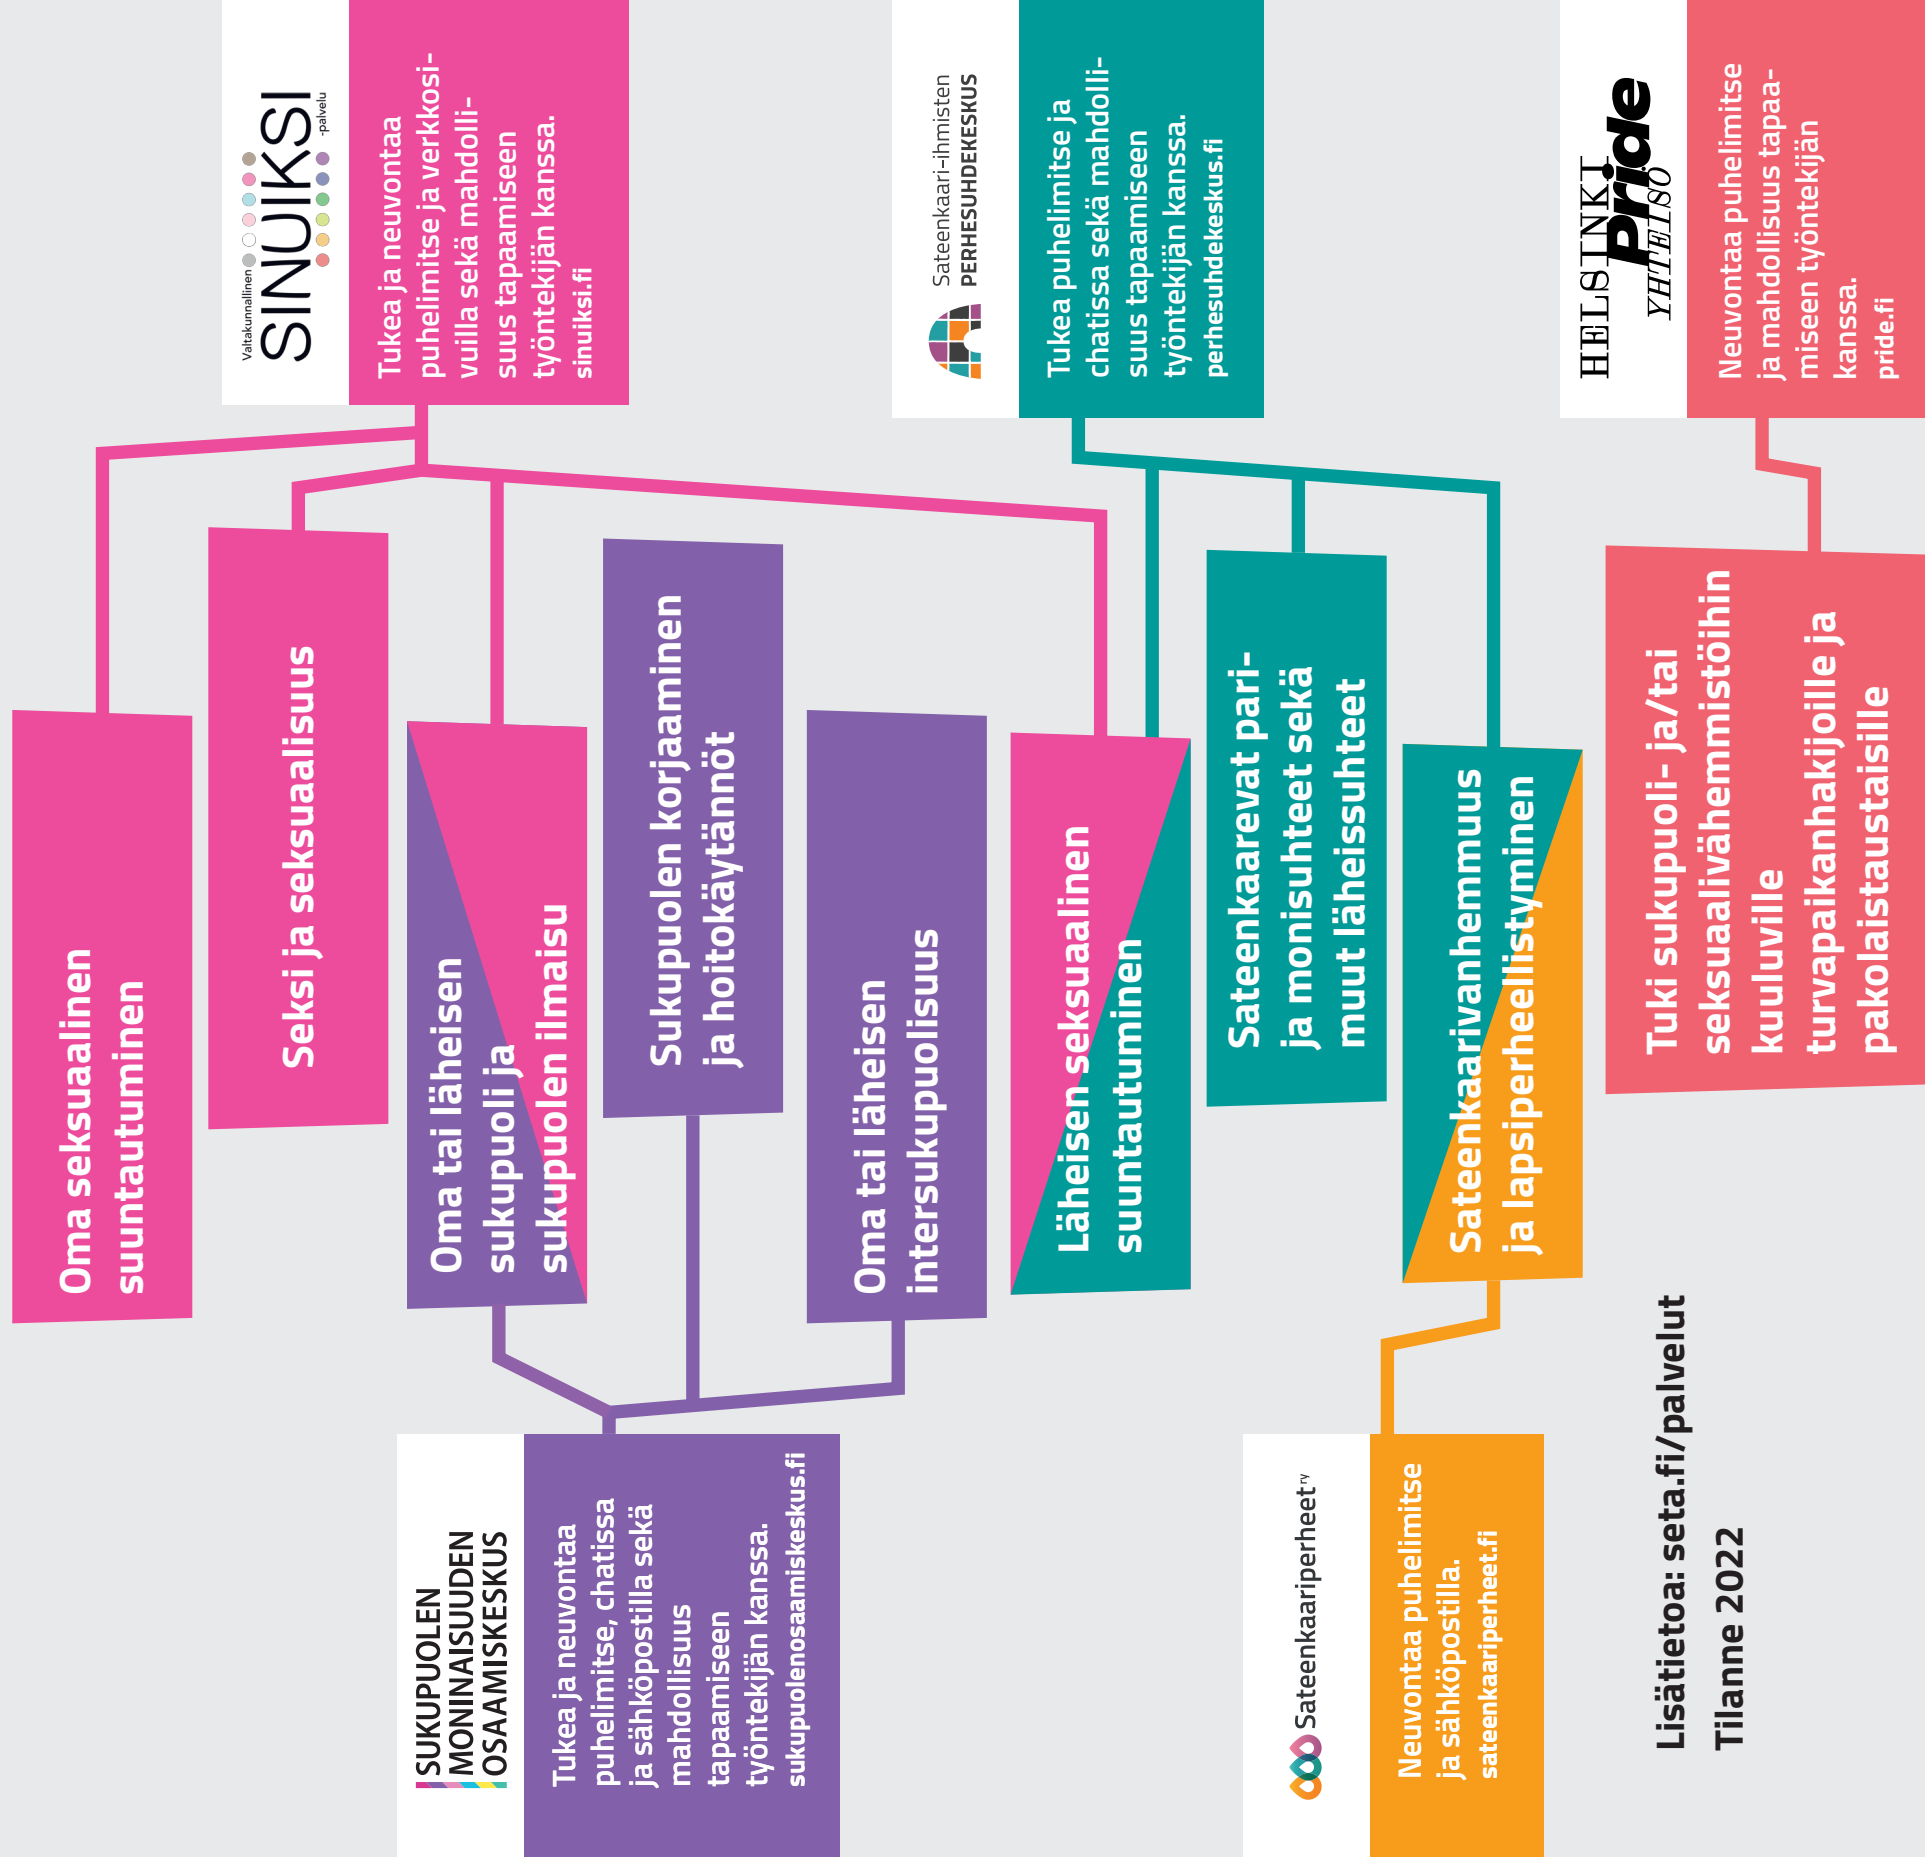 SUKUPUOLEN
MONINAISUUDEN
OSAAMISKESKUS
Tukea ja neuvontaa
puhelimitse, chatissa
ja sähköpostilla sekä
mahdollisuus
tapaamiseen
työntekijän kanssa.
sukupuolenosaamiskeskus.fi
Sateenkaariperheet ry
Neuvontaa puhelimitse
ja sähköpostilla.
sateenkaariperheet.fi
Lisätietoa: seta.fi/palvelut
Tilanne 2022
Oma seksuaalinen
suuntautuminen
Seksi ja seksuaalisuus
Oma tai läheisen
sukupuoli ja
sukupuolen ilmaisu
Sukupuolen korjaaminen
ja hoitokäytännöt
Oma tai läheisen
intersukupuolisuus
Läheisen seksuaalinen
suuntautuminen
Sateenkaarevat pari-
ja monisuhteet sekä
muut läheissuhteet
Sateenkaarivanhemmuus
ja lapsiperheellistyminen
Tuki sukupuoli- ja/tai
seksuaalivähemmistöihin
kuuluville
turvapaikanhakijoille ja
pakolaistaustaisille
Valtakunnallinen
SINUIKSI
-palvelu
Tukea ja neuvontaa
puhelimitse ja verkkosi-
vuilla sekä mahdolli-
suus tapaamiseen
työntekijän kanssa.
sinuiksi.fi
Sateenkaari-ihmisten
PERHESUHDEKESKUS
Tukea puhelimitse ja
chatissa sekä mahdolli-
suus tapaamiseen
työntekijän kanssa.
perhesuhdekeskus.fi
HELSINKI
Pride
YHTEISÖ
Neuvontaa puhelimitse
ja mahdollisuus tapaa-
miseen työntekijän
kanssa.
pride.fi